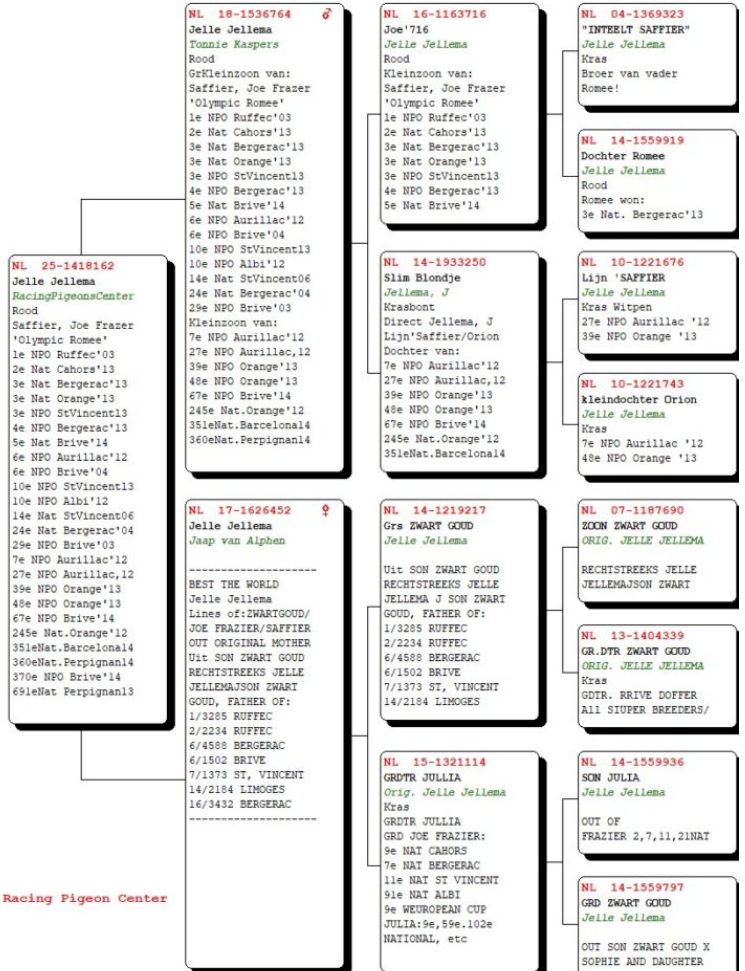 NL 25-1418162
Jelle Jellema
RacingPigeonsCenter
Rood
Saffier, Joe Frazer
'Olympic Romee'
1e NPO Ruffec'03
2e Nat Cahors'13
3e Nat Bergerac'13
3e Nat Orange'13
3e NPO StVincent13
4e NPO Bergerac'13
5e Nat Brive'14
6e NPO Aurillac'12
6e NPO Brive'04
10e NPO StVincent13
10e NPO Albi'12
14e Nat StVincent06
24e Nat Bergerac'04
29e NPO Brive'03
7e NPO Aurillac'12
27e NPO Aurillac,12
39e NPO Orange'13
48e NPO Orange'13
67e NPO Brive'14
245e Nat.Orange'12
351eNat.Barcelona14
360eNat.Perpignan14
370e NPO Brive'14
691eNat Perpignan13
NL 18-1536764 ♂
Jelle Jellema
Tonnie Kaspers
Rood
GrKleinzoon van:
Saffier, Joe Frazer
'Olympic Romee'
1e NPO Ruffec'03
2e Nat Cahors'13
3e Nat Bergerac'13
3e Nat Orange'13
3e NPO StVincent13
4e NPO Bergerac'13
5e Nat Brive'14
6e NPO Aurillac'12
6e NPO Brive'04
10e NPO StVincent13
10e NPO Albi'12
14e Nat StVincent06
24e Nat Bergerac'04
29e NPO Brive'03
Kleinzoon van:
7e NPO Aurillac'12
27e NPO Aurillac,12
39e NPO Orange'13
48e NPO Orange'13
67e NPO Brive'14
245e Nat.Orange'12
351eNat.Barcelona14
360eNat.Perpignan14
NL 17-1626452 ♀
Jelle Jellema
Jaap van Alphen
--------------------
BEST THE WORLD
Jelle Jellema
Lines of:ZWARTGOUD/
JOE FRAZIER/SAFFIER
OUT ORIGINAL MOTHER
Uit SON ZWART GOUD
RECHTSTREEKS JELLE
JELLEMAJSON ZWART
GOUD, FATHER OF:
1/3285 RUFFEC
2/2234 RUFFEC
6/4588 BERGERAC
6/1502 BRIVE
7/1373 ST, VINCENT
14/2184 LIMOGES
16/3432 BERGERAC
--------------------
NL 16-1163716
Joe'716
Jelle Jellema
Rood
Kleinzoon van:
Saffier, Joe Frazer
'Olympic Romee'
1e NPO Ruffec'03
2e Nat Cahors'13
3e Nat Bergerac'13
3e Nat Orange'13
3e NPO StVincent13
4e NPO Bergerac'13
5e Nat Brive'14
NL 14-1933250
Slim Blondje
Jellema, J
Krasbont
Direct Jellema, J
Lijn'Saffier/Orion
Dochter van:
7e NPO Aurillac'12
27e NPO Aurillac,12
39e NPO Orange'13
48e NPO Orange'13
67e NPO Brive'14
245e Nat.Orange'12
351eNat.Barcelona14
NL 14-1219217
Grs ZWART GOUD
Jelle Jellema
Uit SON ZWART GOUD
RECHTSTREEKS JELLE
JELLEMA J SON ZWART
GOUD, FATHER OF:
1/3285 RUFFEC
2/2234 RUFFEC
6/4588 BERGERAC
6/1502 BRIVE
7/1373 ST, VINCENT
14/2184 LIMOGES
NL 15-1321114
GRDTR JULLIA
Orig. Jelle Jellema
Kras
GRDTR JULLIA
GRD JOE FRAZIER:
9e NAT CAHORS
7e NAT BERGERAC
11e NAT ST VINCENT
91e NAT ALBI
9e WEUROPEAN CUP
JULIA:9e,59e.102e
NATIONAL, etc
NL 04-1369323
"INTEELT SAFFIER"
Jelle Jellema
Kras
Broer van vader
Romee!
NL 14-1559919
Dochter Romee
Jelle Jellema
Rood
Romee won:
3e Nat. Bergerac'13
NL 10-1221676
Lijn 'SAFFIER
Jelle Jellema
Kras Witpen
27e NPO Aurillac '12
39e NPO Orange '13
NL 10-1221743
kleindochter Orion
Jelle Jellema
Kras
7e NPO Aurillac '12
48e NPO Orange '13
NL 07-1187690
ZOON ZWART GOUD
ORIG. JELLE JELLEMA
RECHTSTREEKS JELLE
JELLEMAJSON ZWART
NL 13-1404339
GR.DTR ZWART GOUD
ORIG. JELLE JELLEMA
Kras
GDTR. RRIVE DOFFER
All SIUPER BREEDERS/
NL 14-1559936
SON JULIA
Jelle Jellema
OUT OF
FRAZIER 2,7,11,21NAT
NL 14-1559797
GRD ZWART GOUD
Jelle Jellema
OUT SON ZWART GOUD X
SOPHIE AND DAUGHTER
Racing Pigeon Center